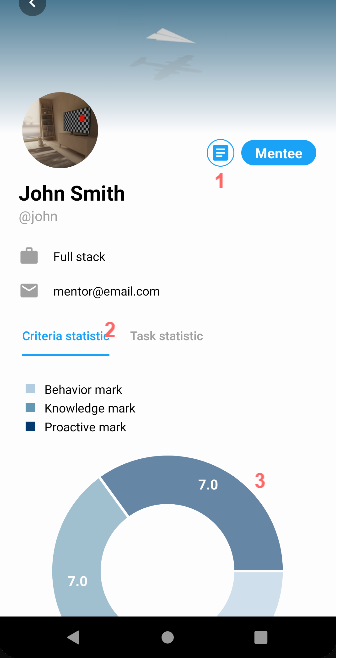 Mentee
1
John Smith
@john
Full stack
mentor@email.com
Criteria statistic 2 Task statistic
Behavior mark
Knowledge mark
Proactive mark
7.0 3
7.0